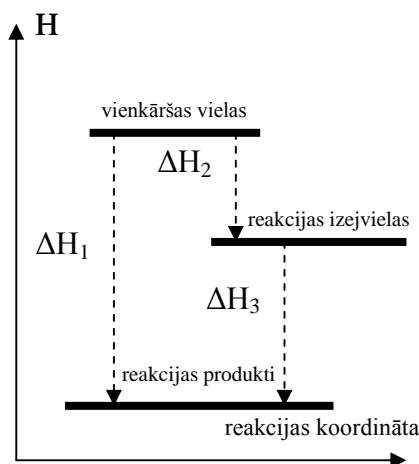 H
vienkāršas vielas
ΔH2
reakcijas izejvielas
ΔH1
ΔH3
reakcijas produkti
reakcijas koordināta